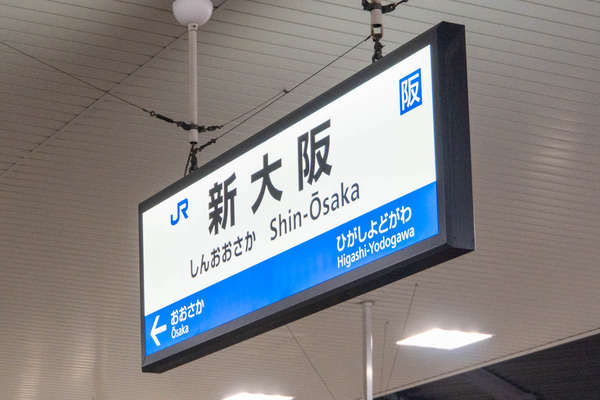 阪
JR
新大阪
しんおおさか Shin-Ōsaka
ひがしよどがわ
Higashi-Yodogawa
おおさか
Ōsaka